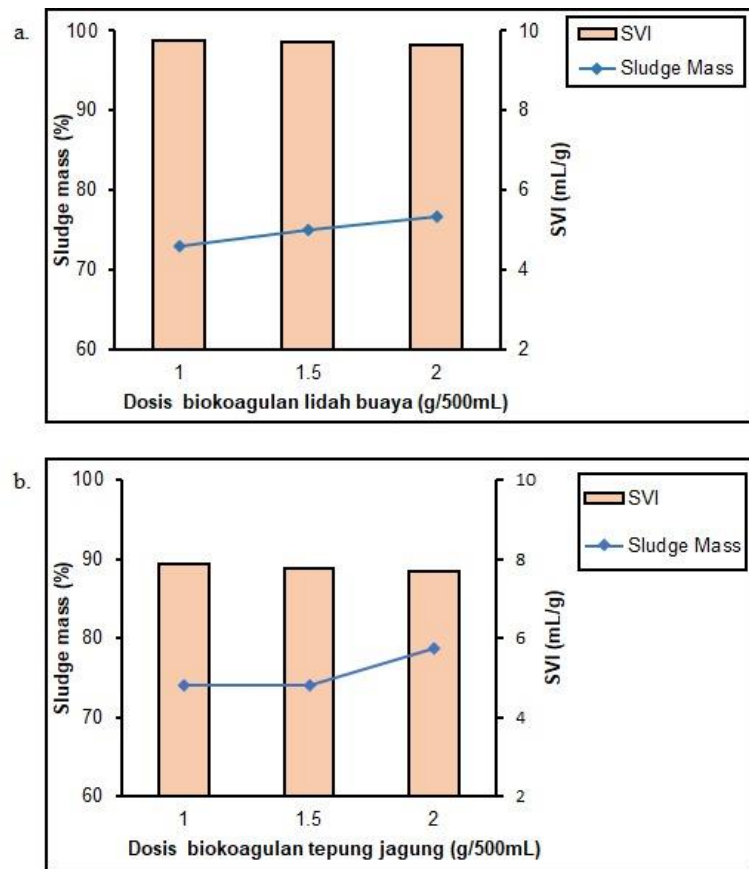 a.
100
90
80
70
60
Sludge mass (%)
10
8
6
4
2
SVI (mL/g)
SVI
Sludge Mass
1
1.5
2
Dosis biokoagulan lidah buaya (g/500mL)
b.
100
90
80
70
60
Sludge mass (%)
10
8
6
4
2
SVI (mL/g)
SVI
Sludge Mass
1
1.5
2
Dosis biokoagulan tepung jagung (g/500mL)